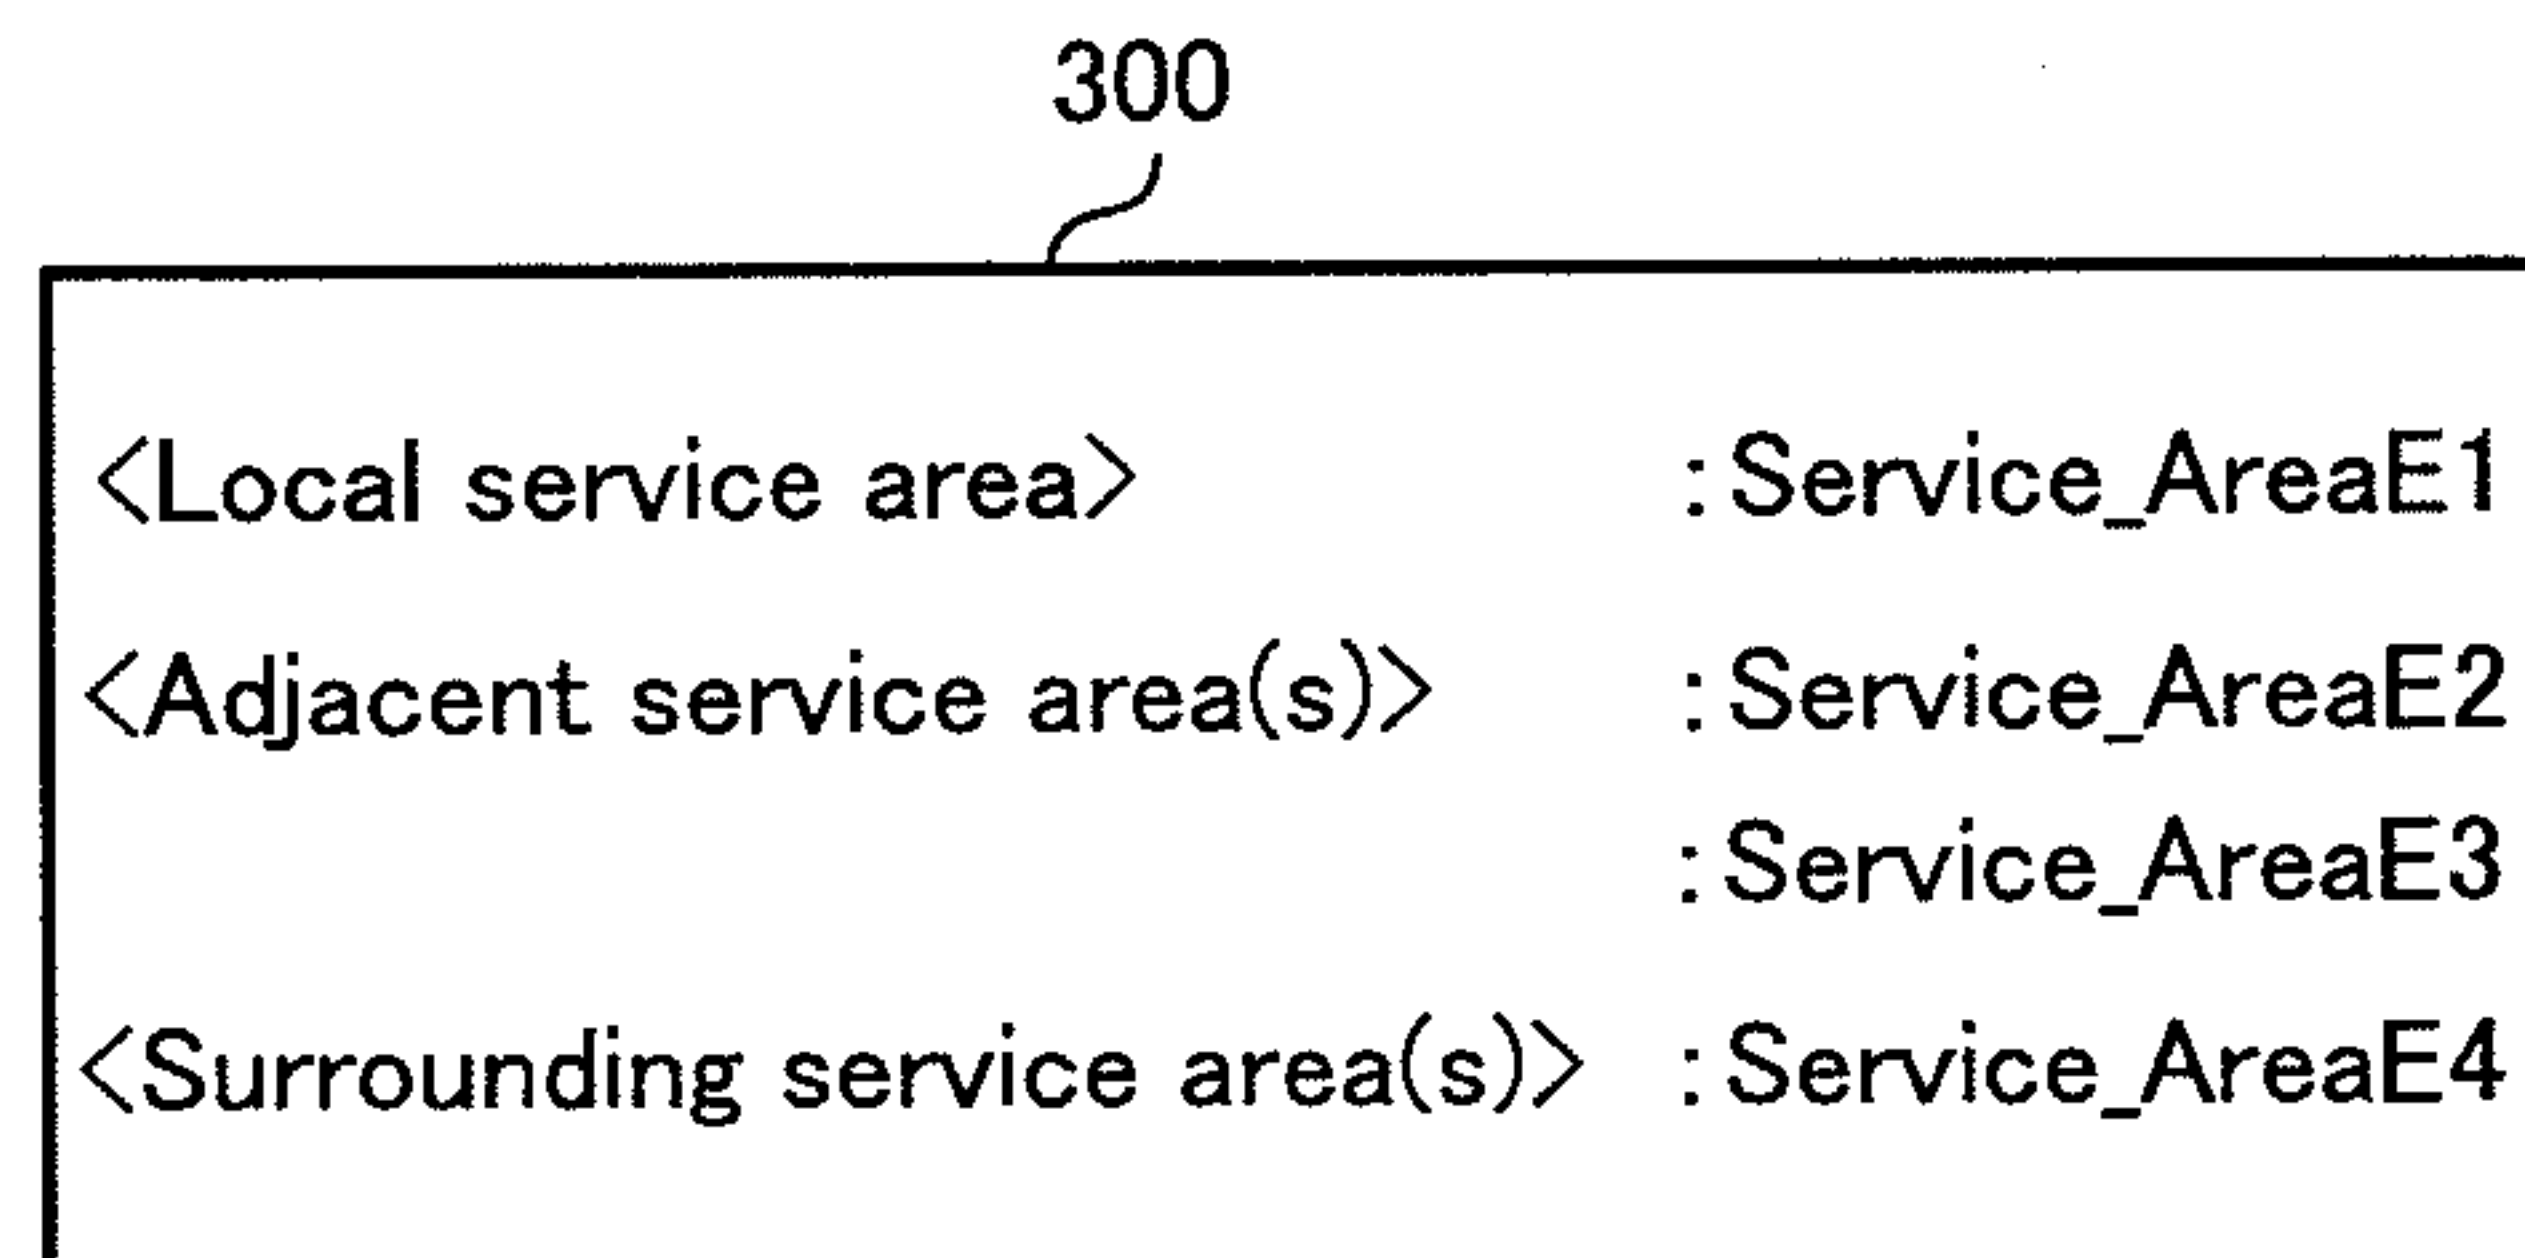 300
<Local service area> :Service_AreaE1
<Adjacent service area(s)> :Service_AreaE2
:Service_AreaE3
<Surrounding service area(s)> :Service_AreaE4